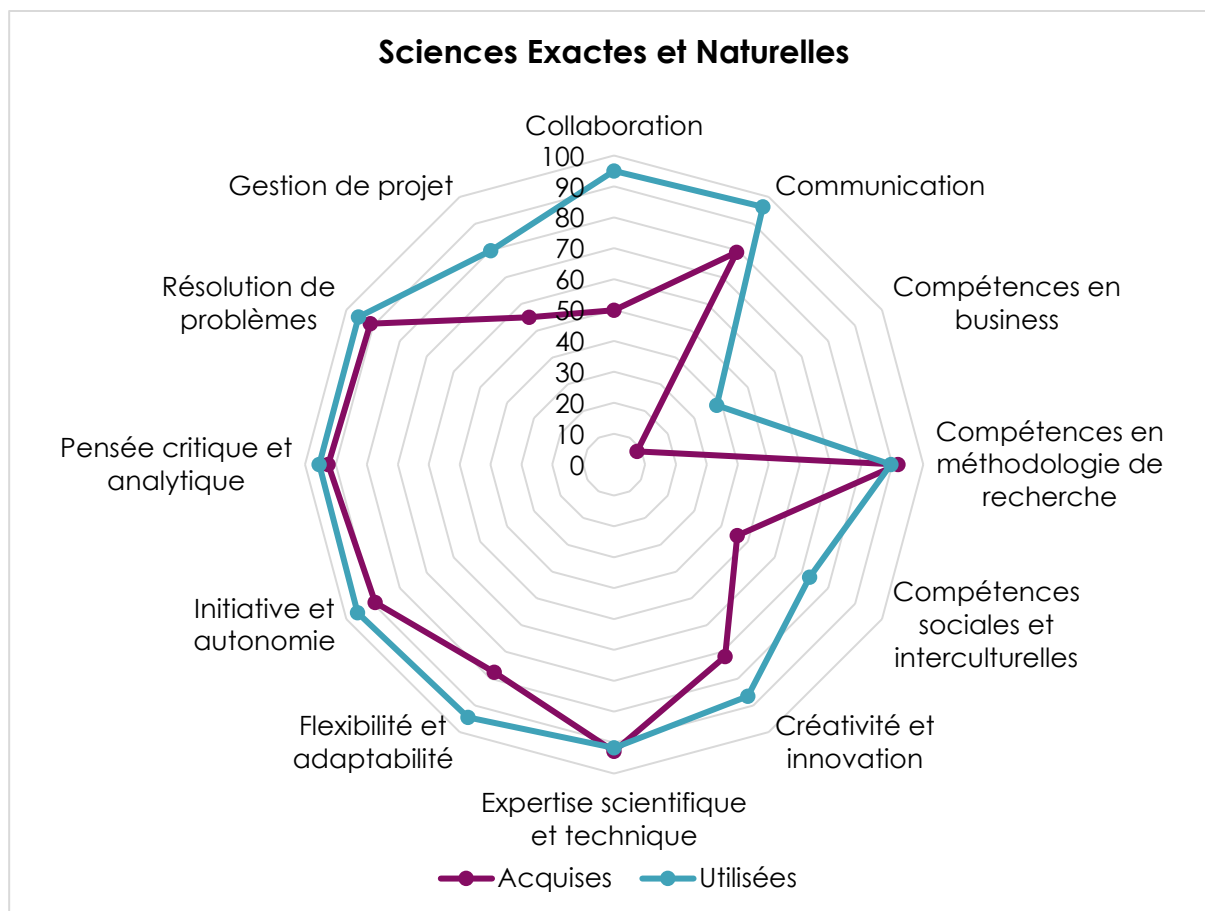 Sciences Exactes et Naturelles
Collaboration
Communication
Compétences en
business
Compétences en
méthodologie de
recherche
Compétences
sociales et
interculturelles
Créativité et
innovation
Expertise scientifique
et technique
Flexibilité et
adaptabilité
Initiative et
autonomie
Pensée critique et
analytique
Résolution de
problèmes
Gestion de projet
100
90
80
70
60
50
40
30
20
10
0
Acquises
Utilisées